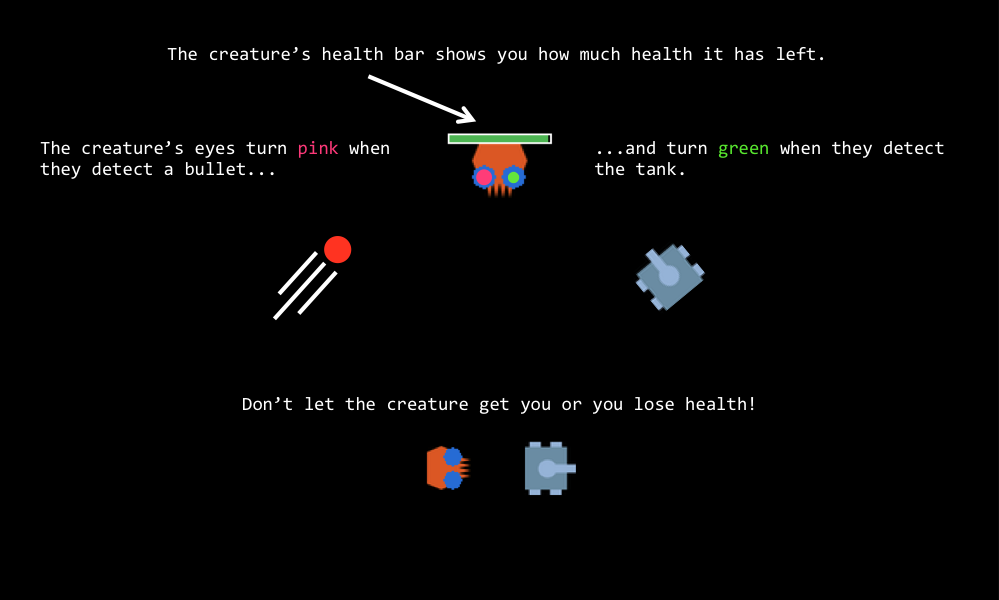 The creature’s health bar shows you how much health it has left.
The creature’s eyes turn pink when
they detect a bullet...
...and turn green when they detect
the tank.
Don’t let the creature get you or you lose health!